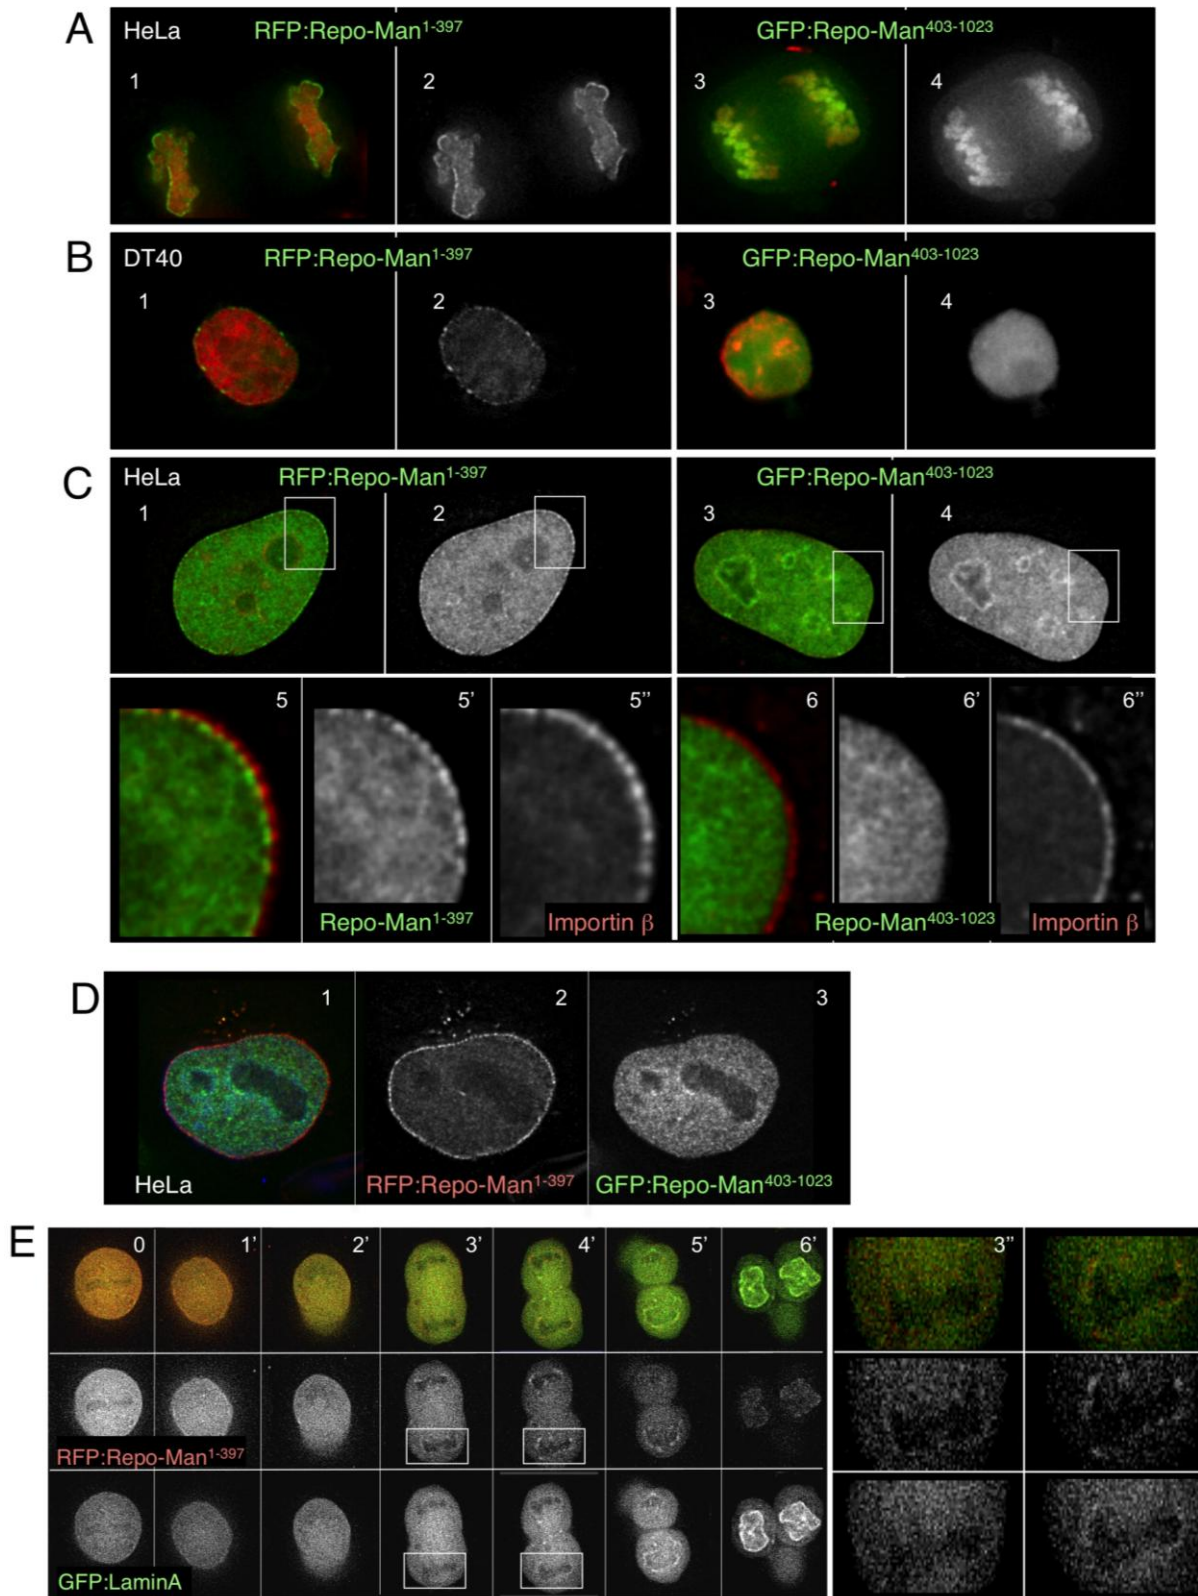 A
HeLa RFP:Repo-Man1-397 GFP:Repo-Man403-1023
1 2 3 4
B
DT40 RFP:Repo-Man1-397 GFP:Repo-Man403-1023
1 2 3 4
C
HeLa RFP:Repo-Man1-397 GFP:Repo-Man403-1023
1 2 3 4
5 5' 5'' 6 6' 6''
Repo-Man1-397 Importin β Repo-Man403-1023 Importin β
D
1 2 3
HeLa RFP:Repo-Man1-397 GFP:Repo-Man403-1023
E
0 1' 2' 3' 4' 5' 6' 3''
RFP:Repo-Man1-397
GFP:LaminA